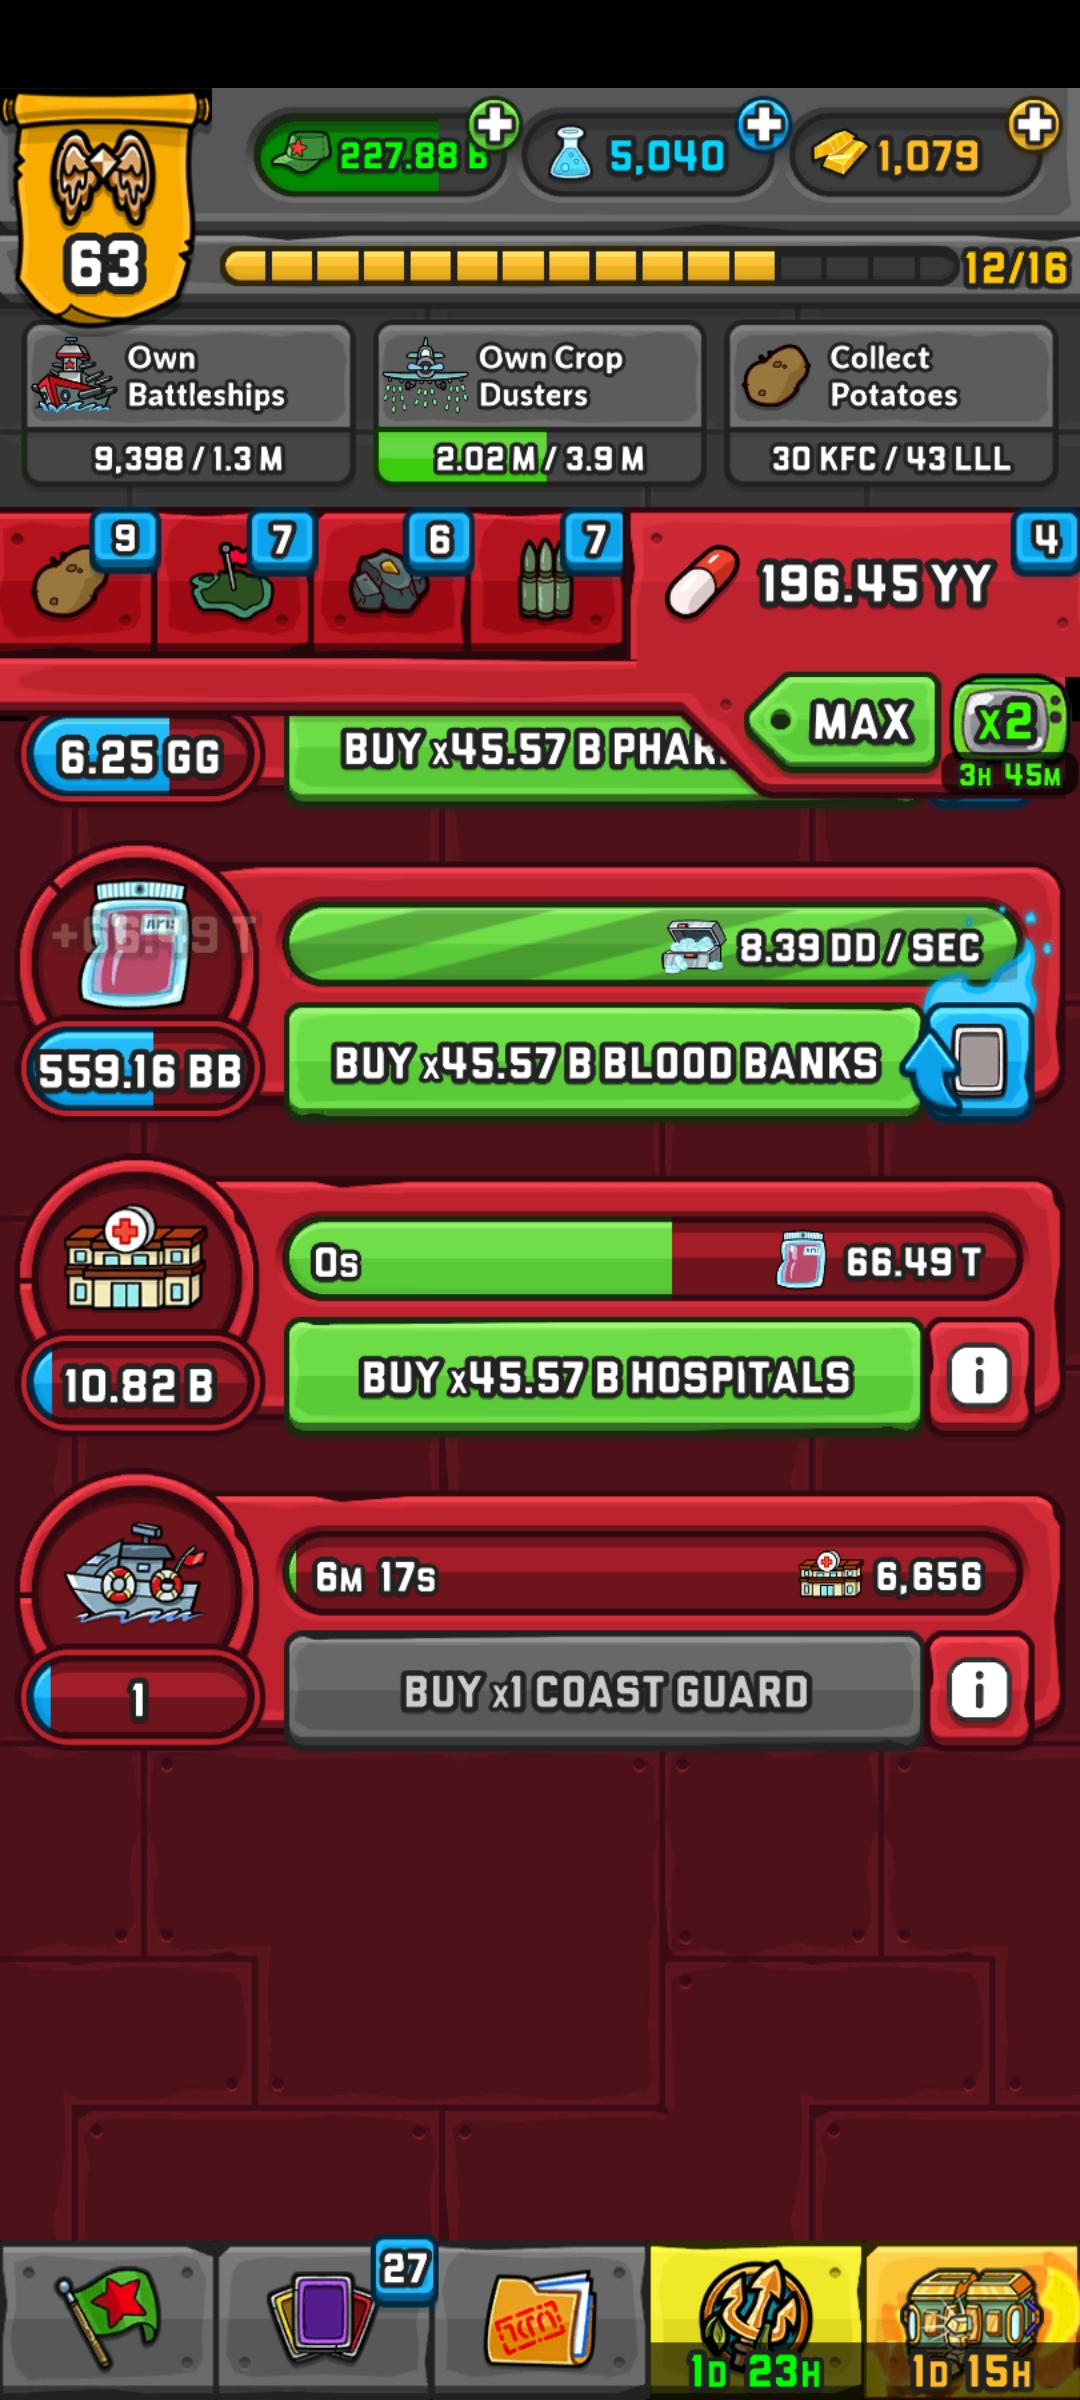 227.88 B
5,040
1,079
63
12/16
Own
Battleships
9,398 / 1.3 M
Own Crop
Dusters
2.02 M / 3.9 M
Collect
Potatoes
30 KFC / 43 LLL
9
7
6
7
196.45 YY
4
MAX
x2
3H 45M
6.25 GG
BUY x45.57 B PHAR
+66.49 T
8.39 DD / SEC
559.16 BB
BUY x45.57 B BLOOD BANKS
0s
66.49 T
10.82 B
BUY x45.57 B HOSPITALS
i
6M 17s
6,656
1
BUY x1 COAST GUARD
i
27
1D 23H
1D 15H